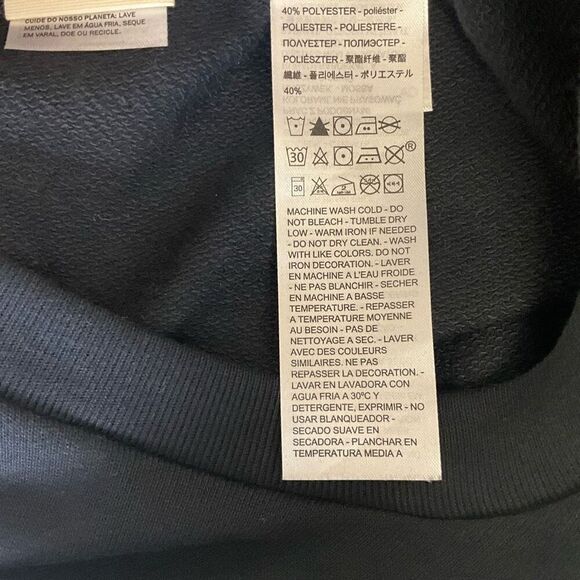 CUIDE DO NOSSO PLANETA: LAVE
MENOS, LAVE EM ÁGUA FRIA, SEQUE
EM VARAL, DOE OU RECICLE.
40% POLYESTER - poliéster -
POLIESTER - POLIESTERE -
ПОЛУЕСТЕР - ПОЛИЭСТЕР -
POLIÉSZTER - 聚酯纤维 - 聚酯
纖維 - 폴리에스터 - ポリエステル
40%
30
®
30
MACHINE WASH COLD - DO
NOT BLEACH - TUMBLE DRY
LOW - WARM IRON IF NEEDED
- DO NOT DRY CLEAN. - WASH
WITH LIKE COLORS. DO NOT
IRON DECORATION. - LAVER
EN MACHINE A L'EAU FROIDE
- NE PAS BLANCHIR - SECHER
EN MACHINE A BASSE
TEMPERATURE. - REPASSER
A TEMPERATURE MOYENNE
AU BESOIN - PAS DE
NETTOYAGE A SEC. - LAVER
AVEC DES COULEURS
SIMILAIRES. NE PAS
REPASSER LA DECORATION. -
LAVAR EN LAVADORA CON
AGUA FRIA A 30ºC Y
DETERGENTE, EXPRIMIR - NO
USAR BLANQUEADOR -
SECADO SUAVE EN
SECADORA - PLANCHAR EN
TEMPERATURA MEDIA A